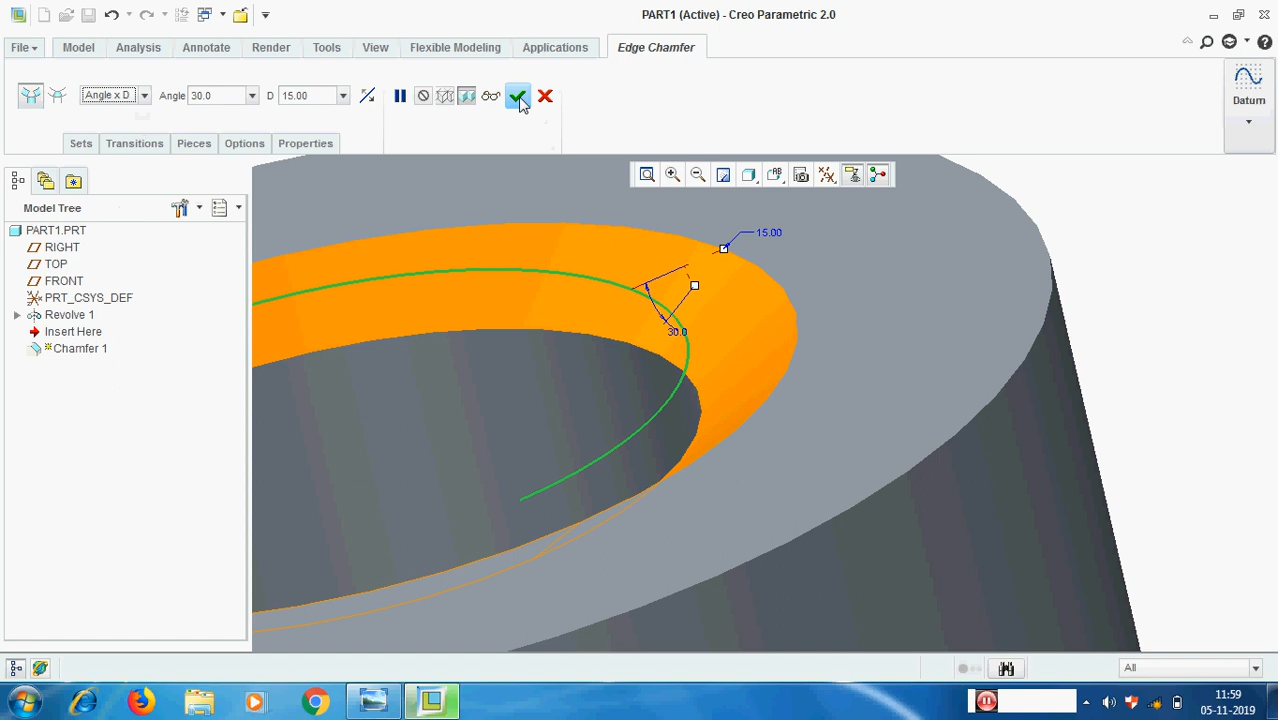 PART1 (Active) - Creo Parametric 2.0
File Model Analysis Annotate Render Tools View Flexible Modeling Applications Edge Chamfer
Angle x D Angle 30.0 D 15.00
Datum
Sets Transitions Pieces Options Properties
Model Tree
PART1.PRT
RIGHT
TOP
FRONT
PRT_CSYS_DEF
Revolve 1
Insert Here
Chamfer 1
15.00
30.0
All
11:59
05-11-2019